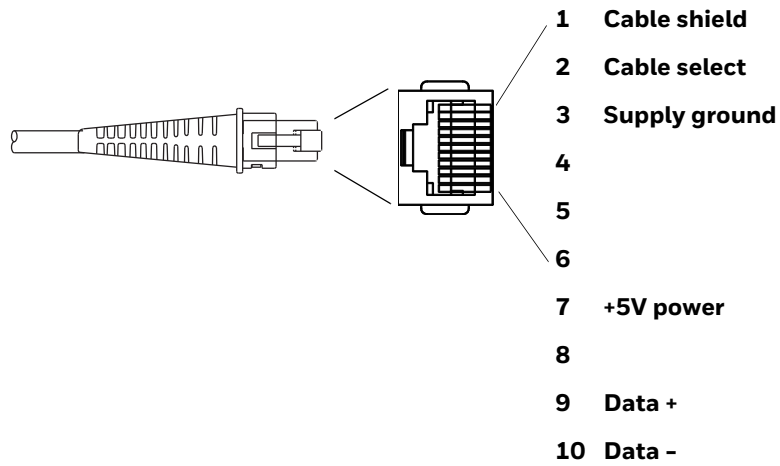 1 Cable shield
2 Cable select
3 Supply ground
4
5
6
7 +5V power
8
9 Data +
10 Data -